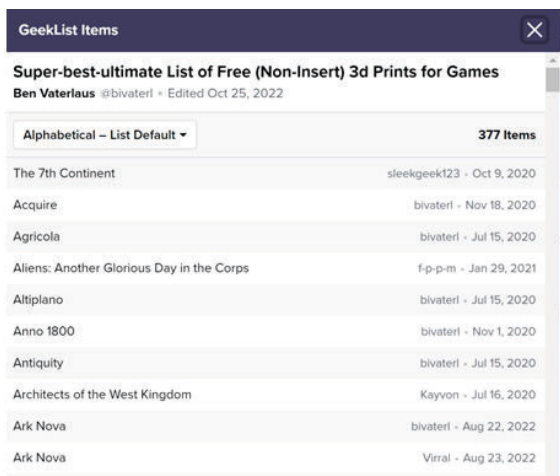 GeekList Items
Super-best-ultimate List of Free (Non-Insert) 3d Prints for Games
Ben Vaterlaus @bivaterl • Edited Oct 25, 2022
Alphabetical – List Default
377 Items
The 7th Continent sleekgeek123 • Oct 9, 2020
Acquire bivaterl • Nov 18, 2020
Agricola bivaterl • Jul 15, 2020
Aliens: Another Glorious Day in the Corps f-p-m • Jan 29, 2021
Altiplano bivaterl • Jul 15, 2020
Anno 1800 bivaterl • Nov 1, 2020
Antiquity bivaterl • Jul 15, 2020
Architects of the West Kingdom Kayvon • Jul 16, 2020
Ark Nova bivaterl • Aug 22, 2022
Ark Nova Virral • Aug 23, 2022